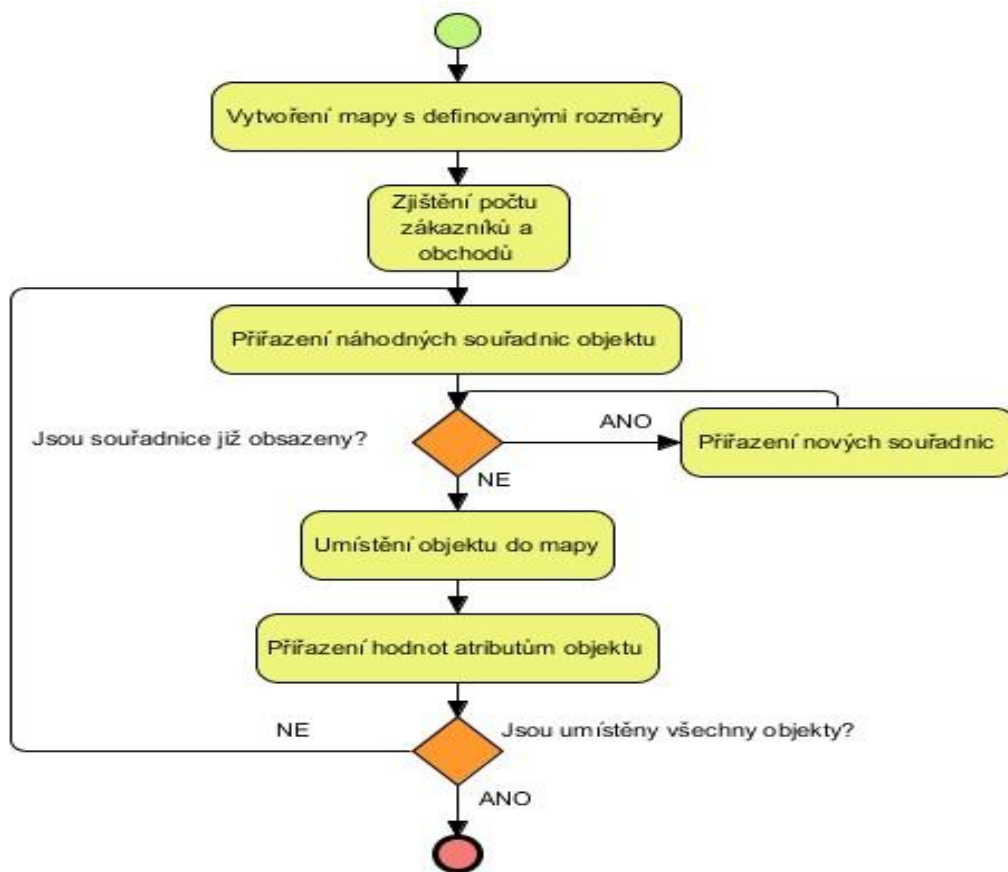 Vytvoření mapy s definovanými rozměry
Zjištění počtu
zákazníků a
obchodů
Přiřazení náhodných souřadnic objektu
Jsou souřadnice již obsazeny?
ANO
Přiřazení nových souřadnic
NE
Umístění objektu do mapy
Přiřazení hodnot atributům objektu
NE
Jsou umístěny všechny objekty?
ANO